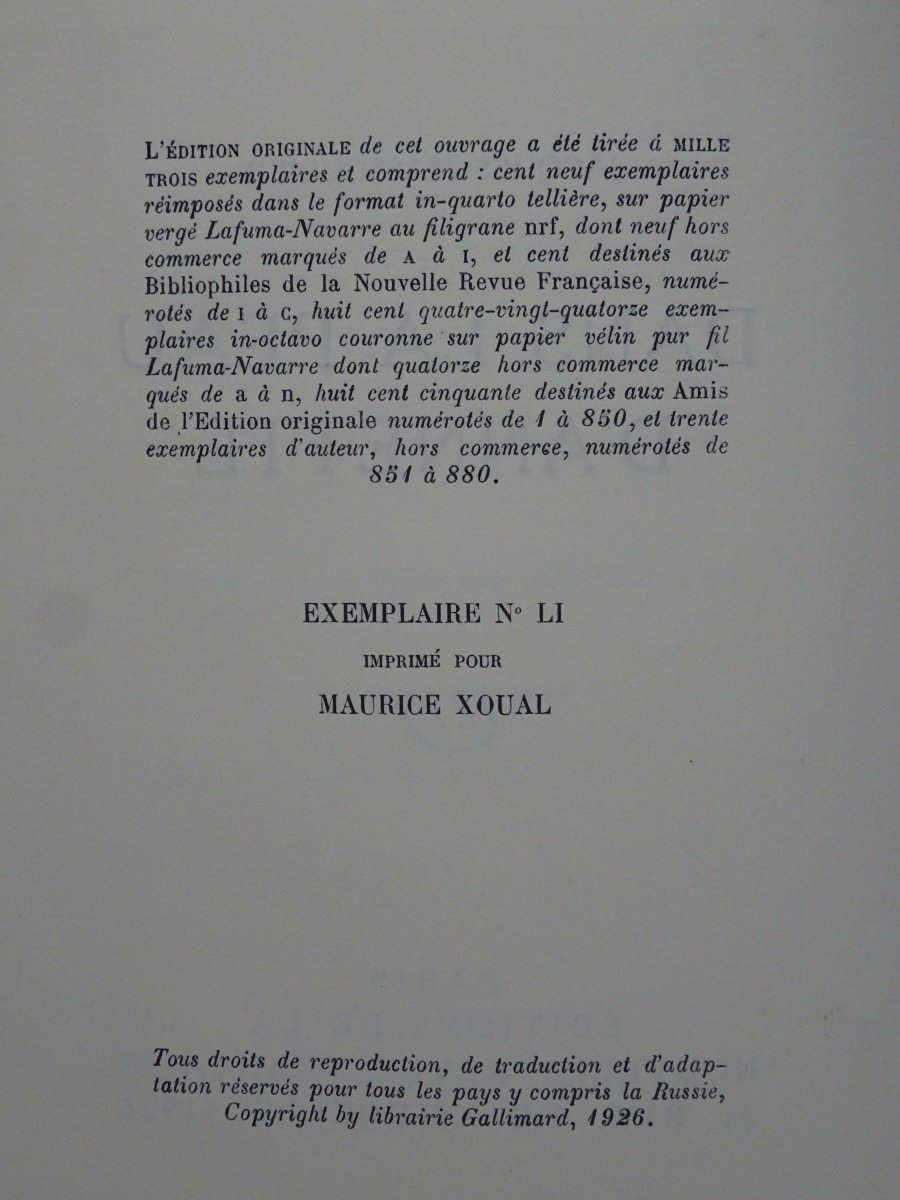 L'ÉDITION ORIGINALE de cet ouvrage a été tirée á MILLE
TROIS exemplaires et comprend : cent neuf exemplaires
réimposés dans le format in-quarto tellière, sur papier
vergé Lafuma-Navarre au filigrane nrf, dont neuf hors
commerce marqués de A à I, et cent destinés aux
Bibliophiles de la Nouvelle Revue Française, numé-
rotés de I à C, huit cent quatre-vingt-quatorze exem-
plaires in-octavo couronne sur papier vélin pur fil
Lafuma-Navarre dont quatorze hors commerce mar-
qués de a à n, huit cent cinquante destinés aux Amis
de l'Edition originale numérotés de 1 à 850, et trente
exemplaires d'auteur, hors commerce, numérotés de
851 à 880.
EXEMPLAIRE Nº LI
IMPRIMÉ POUR
MAURICE XOUAL
Tous droits de reproduction, de traduction et d'adap-
tation réservés pour tous les pays y compris la Russie,
Copyright by librairie Gallimard, 1926.